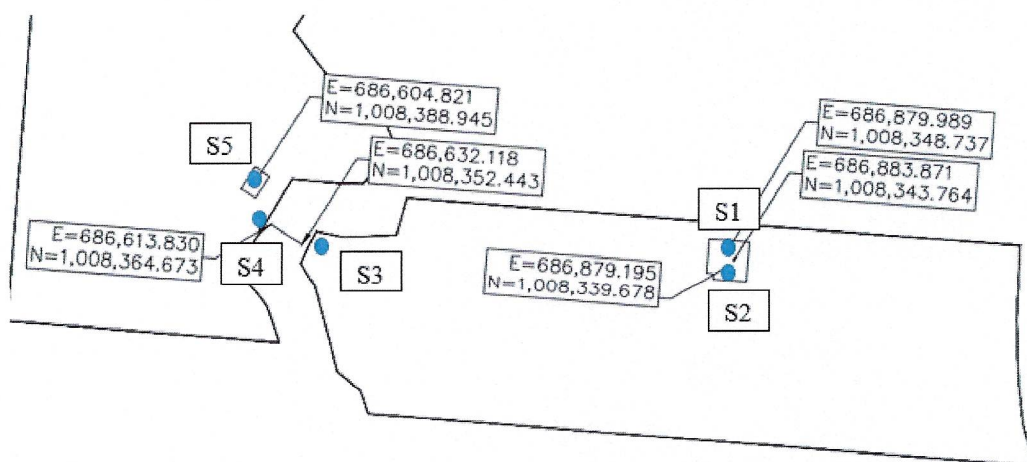 E=686,604.821
N=1,008,388.945
S5
E=686,632.118
N=1,008,352.443
E=686,879.989
N=1,008,348.737
E=686,883.871
N=1,008,343.764
S1
E=686,613.830
N=1,008,364.673
S4
S3
E=686,879.195
N=1,008,339.678
S2